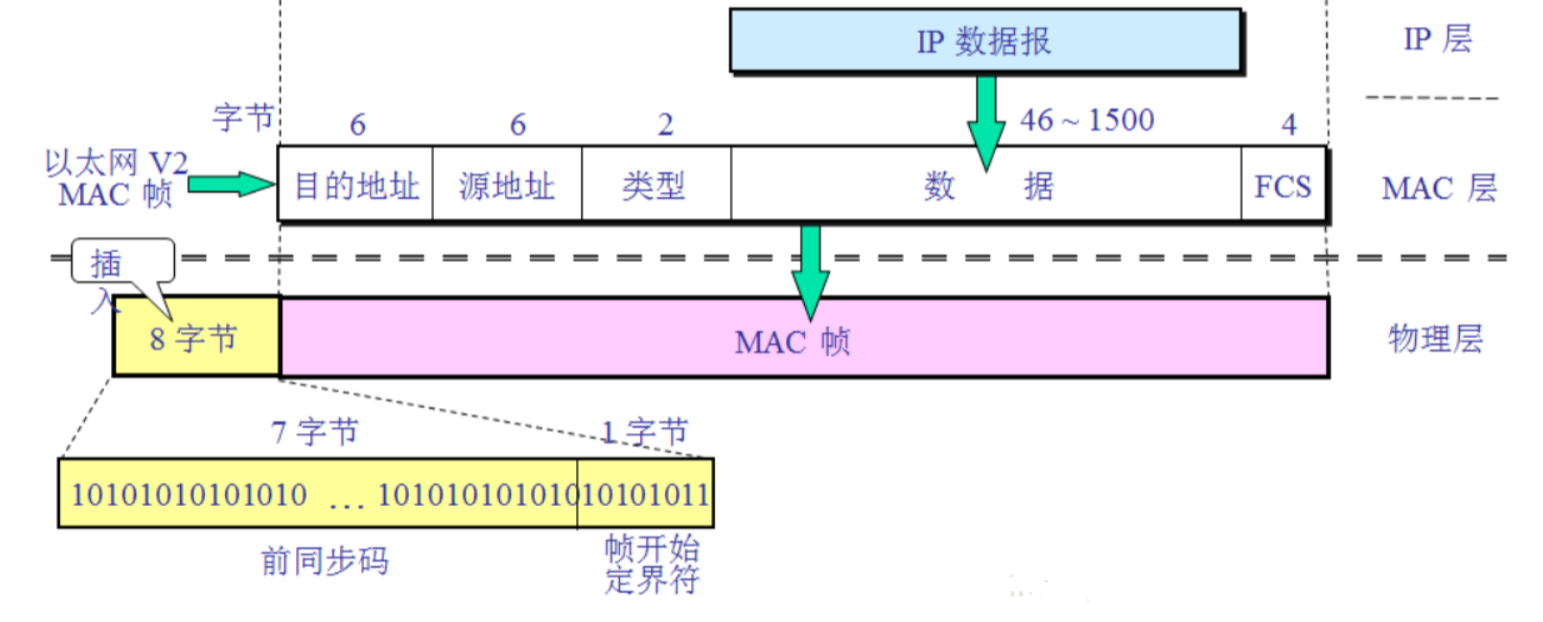 IP 数据报
IP 层
字节
6
6
2
46 ~ 1500
4
以太网 V2
MAC 帧
目的地址
源地址
类型
数 据
FCS
MAC 层
插
入
8 字节
MAC 帧
物理层
7 字节
1 字节
10101010101010 … 1010101010101
0101011
前同步码
帧开始
定界符